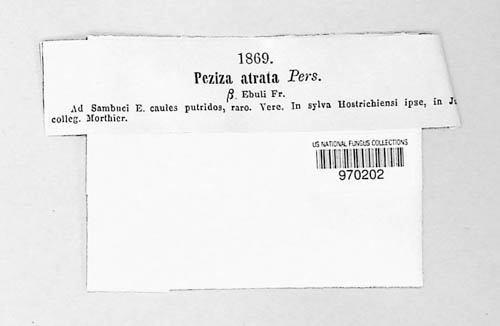 1869.
Peziza atrata Pers.
β. Ebuli Fr.
Ad Sambuci E. caules putridos, raro. Vere. In sylva Hostrichiensi ipse, in
colleg. Morthier.
US NATIONAL FUNGUS COLLECTIONS
970202